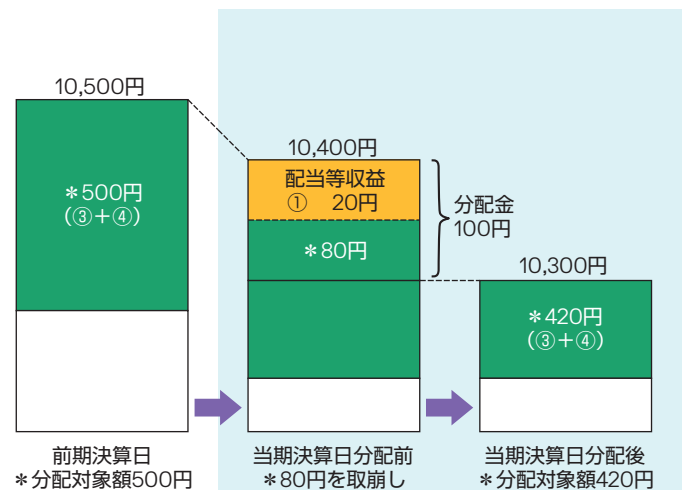 10,500円
＊500円
（③＋④）
前期決算日
＊分配対象額500円
10,400円
配当等収益
① 20円
＊80円
分配金
100円
当期決算日分配前
＊80円を取崩し
10,300円
＊420円
（③＋④）
当期決算日分配後
＊分配対象額420円